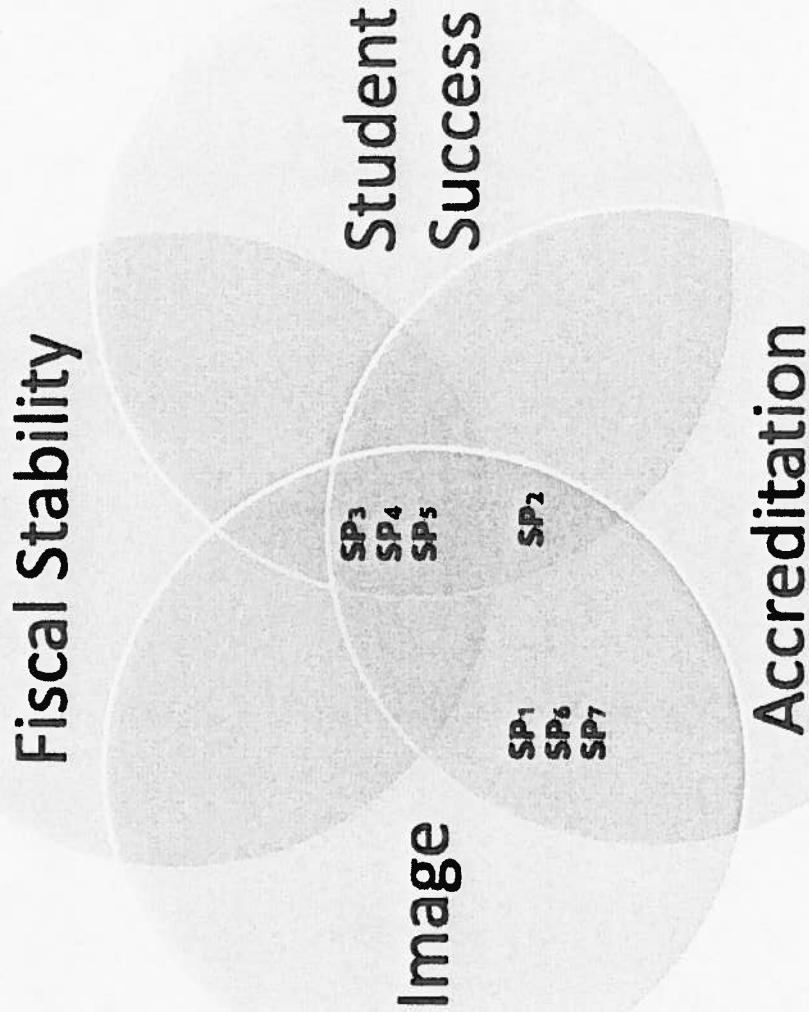 Fiscal Stability
Student
Success
Image
SP₃
SP₄
SP₅
SP₂
SP₁
SP₆
SP₇
Accreditation